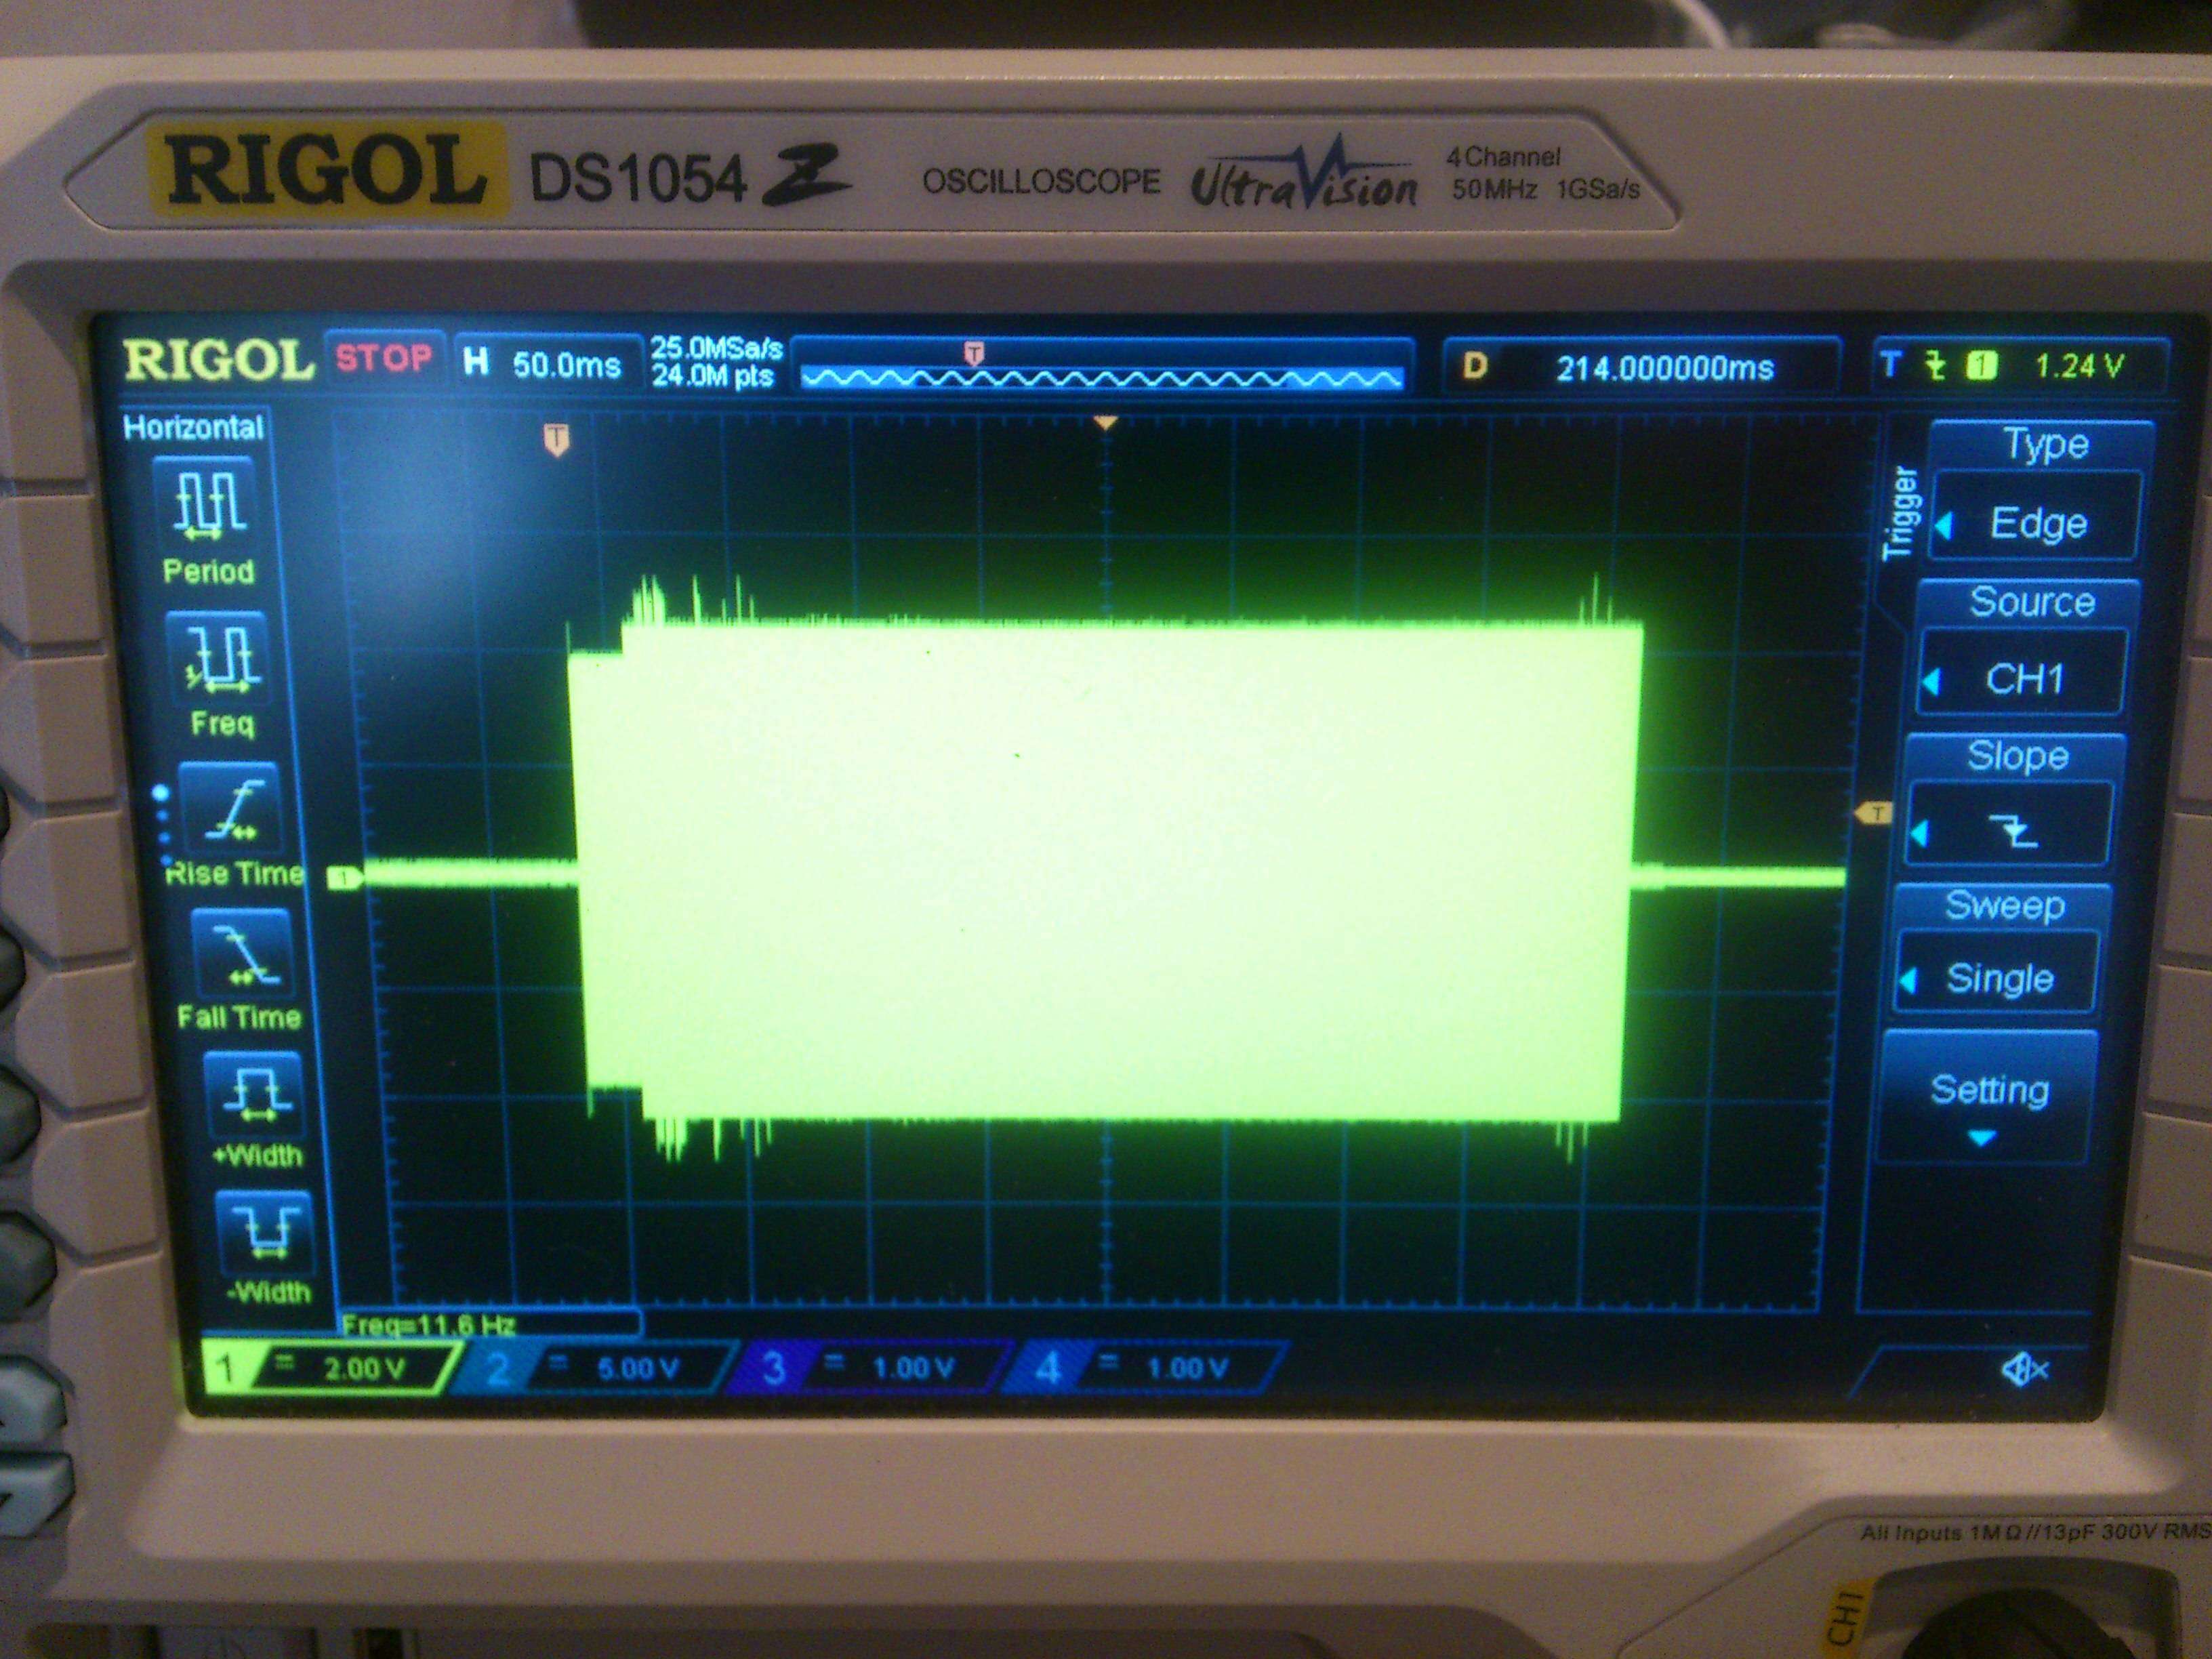 RIGOL DS1054 Z OSCILLOSCOPE UltraVision 4 Channel
50MHz 1GSa/s
RIGOL STOP H 50.0ms 25.0MSa/s
24.0M pts
T
D 214.000000ms
T 1 1.24 V
Horizontal
Period
Freq
Rise Time
Fall Time
+Width
-Width
T
1
T
Trigger
Type
Edge
Source
CH1
Slope
Sweep
Single
Setting
Freq=11.6 Hz
1 = 2.00 V
2 = 5.00 V
3 = 1.00 V
4 = 1.00 V
All Inputs 1MΩ//13pF 300V RMS
CH1